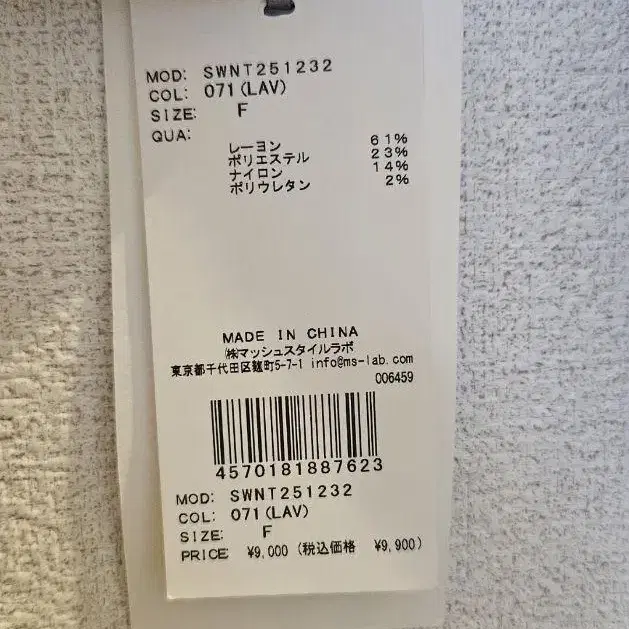 MOD: SWNT251232
COL: 071(LAV)
SIZE: F
QUA:
レーヨン 61%
ポリエステル 23%
ナイロン 14%
ポリウレタン 2%
MADE IN CHINA
㈱マッシュスタイルラボ
東京都千代田区麹町5-7-1 info@ms-lab.com
006459
4570181887623
MOD: SWNT251232
COL: 071(LAV)
SIZE: F
PRICE ¥9,000 (税込価格 ¥9,900)